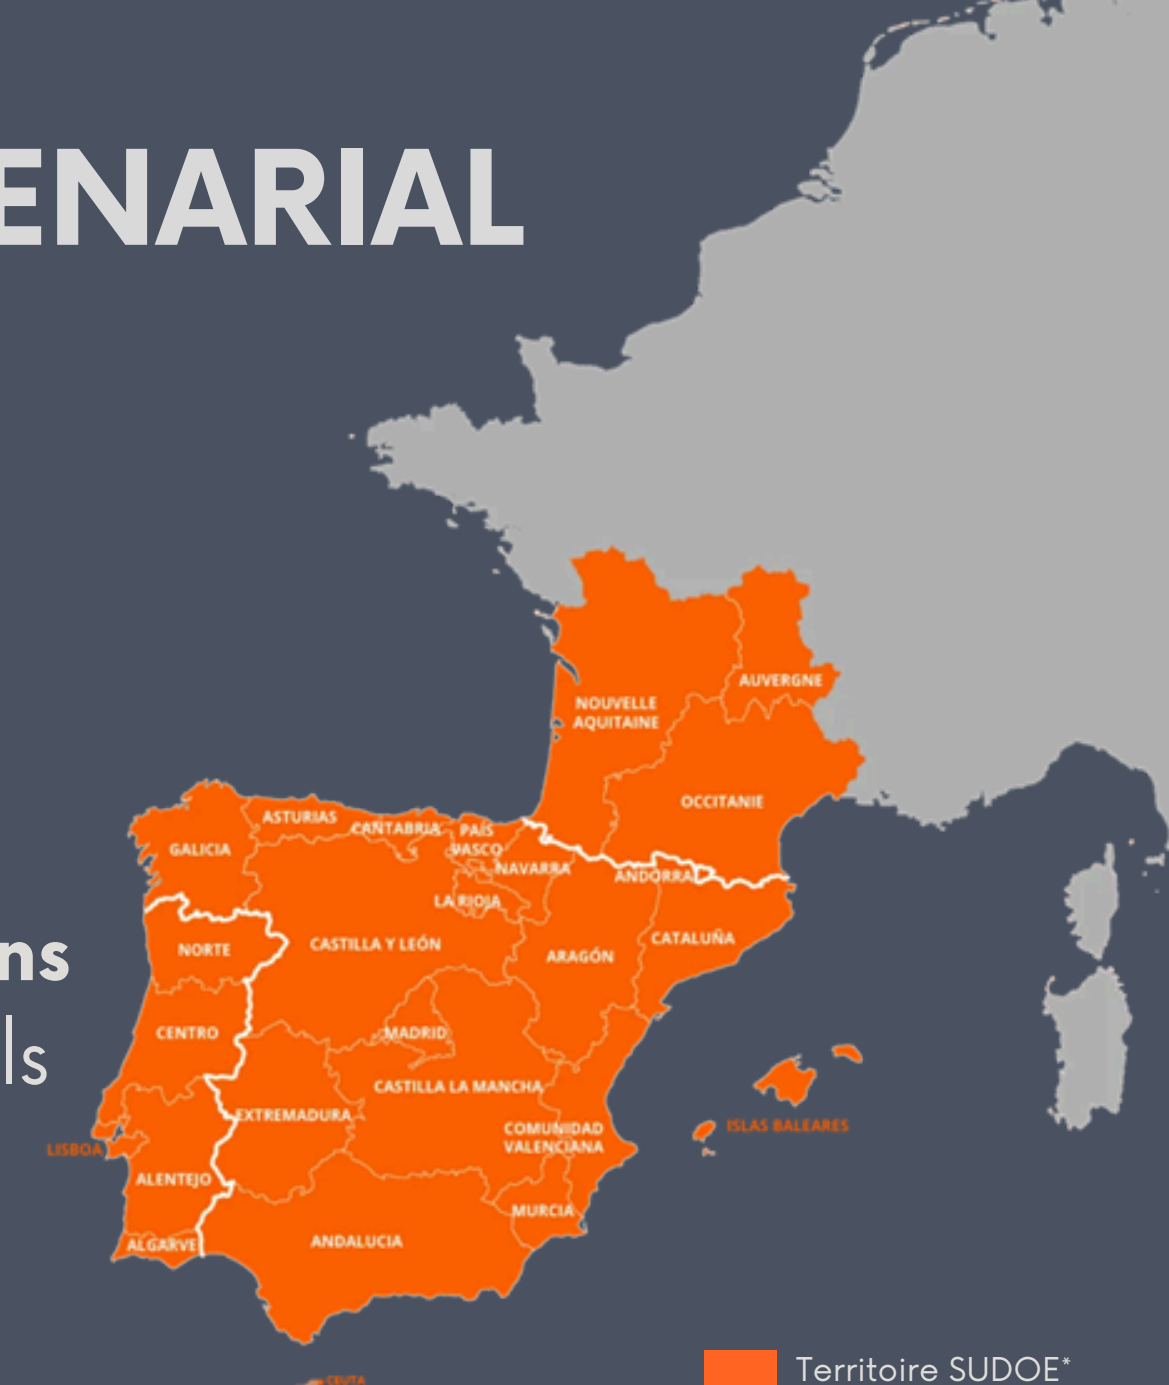 ENARIAL
AUVERGNE
NOUVELLE
AQUITAINE
OCCITANIE
ASTURIAS
CANTABRIA
PAÍS
VASCO
GALICIA
NAVARRA
ANDORRA
LA RIOJA
ns
NORTE
CASTILLA Y LEÓN
CATALUÑA
ARAGÓN
CENTRO
MADRID
ls
CASTILLA LA MANCHA
EXTREMADURA
COMUNIDAD
VALENCIANA
ISLAS BALEARES
LISBOA
ALENTEJO
MURCIA
ALGARVE
ANDALUCIA
Territoire SUDOE*
CEUTA